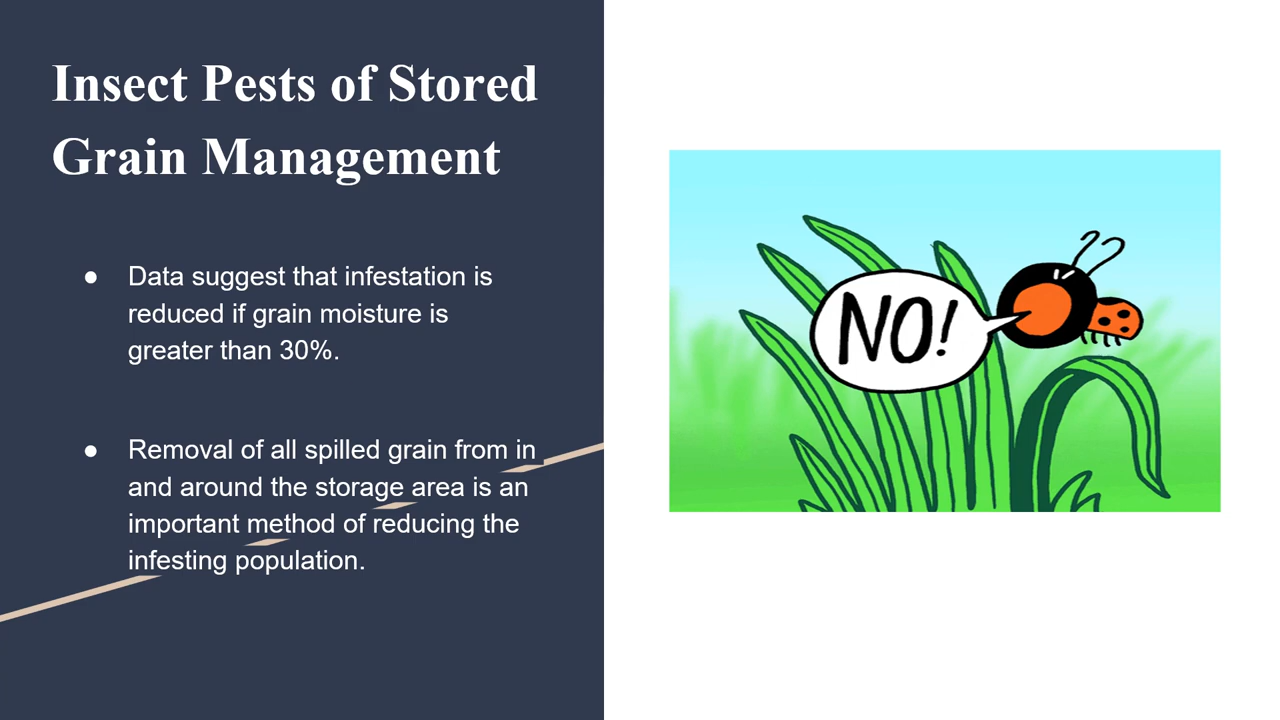 Insect Pests of Stored
Grain Management
● Data suggest that infestation is
reduced if grain moisture is
greater than 30%.
● Removal of all spilled grain from in
and around the storage area is an
important method of reducing the
infesting population.
NO!